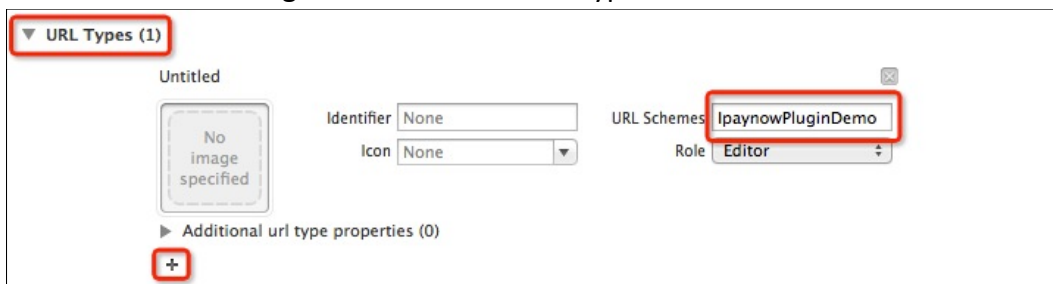 ▼ URL Types (1)
Untitled
No image specified
Identifier None
URL Schemes IpaynowPluginDemo
Icon None
Role Editor
Additional url type properties (0)
+